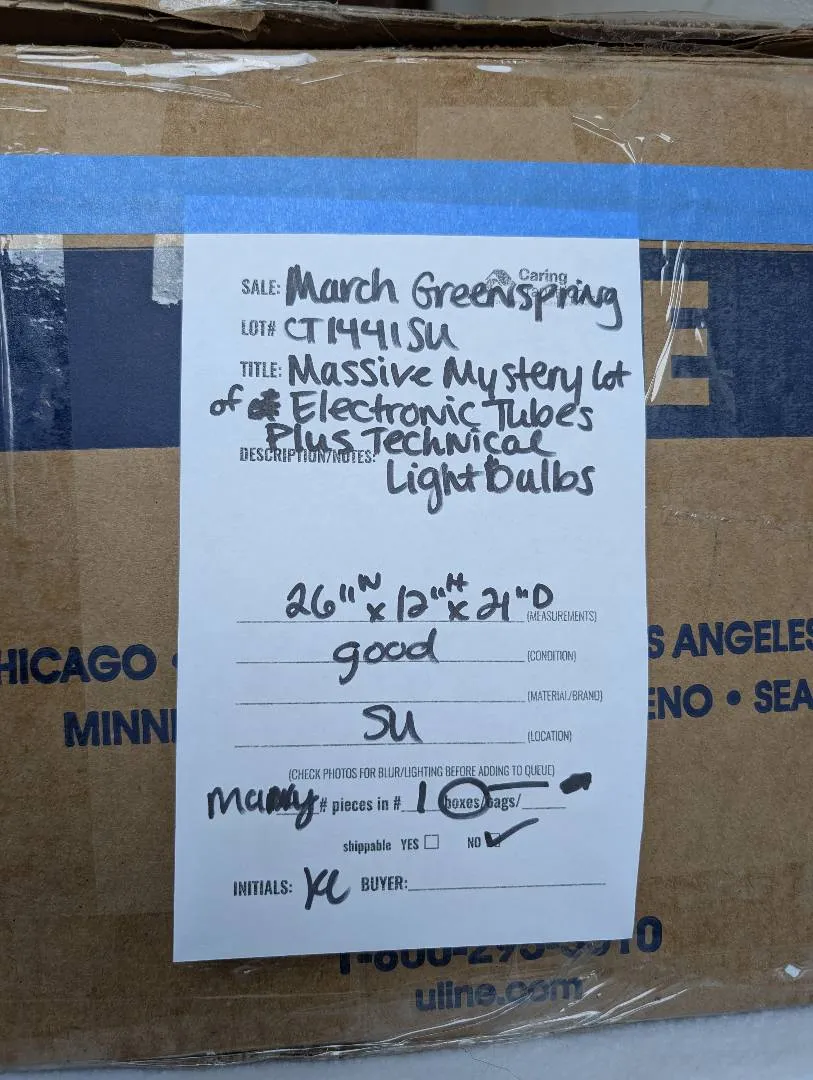 Caring
SALE: March Greenspring
LOT# CT1441SU
TITLE: Massive Mystery Lot
of Electronic Tubes
Plus Technical
DESCRIPTION/NOTES:
Light Bulbs
26"W x 12"H x 21"D (MEASUREMENTS)
good (CONDITION)
(MATERIAL/BRAND)
SU (LOCATION)
(CHECK PHOTOS FOR BLUR/LIGHTING BEFORE ADDING TO QUEUE)
Many # pieces in # 1 boxes/bags/
shippable YES NO ✓
INITIALS: KC BUYER:
E
HICAGO •
S ANGELES
MINNE
ENO • SEA
uline.com